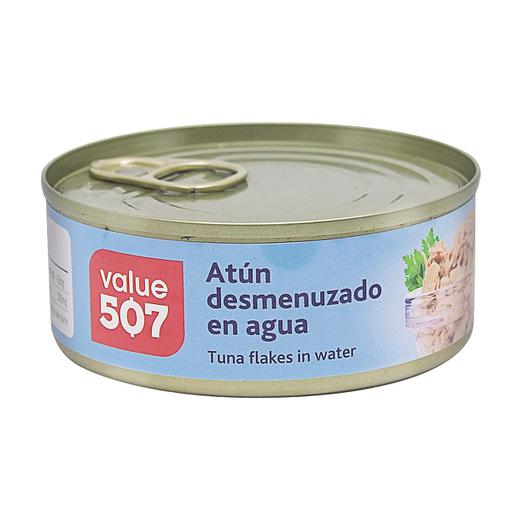 value
507
Atún
desmenuzado
en agua
Tuna flakes in water